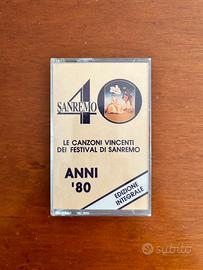 40
SANREMO
LE CANZONI VINCENTI
DEI FESTIVAL DI SANREMO
ANNI
'80
EDIZIONE
INTEGRALE
subito